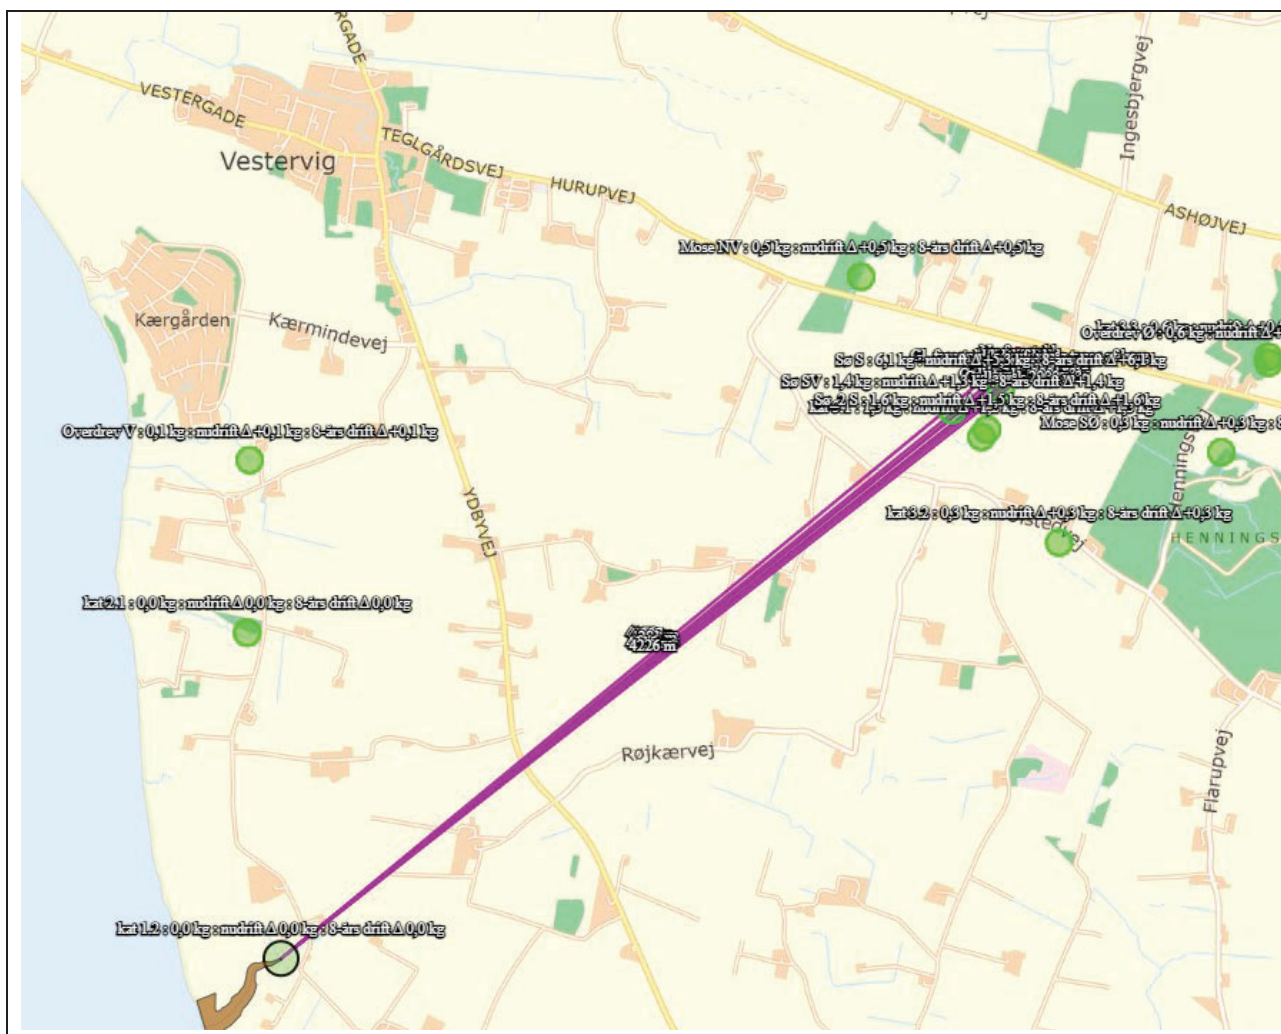 RGADE
VESTERGADE
Vestervig
TEGLGÅRDSVEJ
HURUPVEJ
Ingesbjergvej
ASHØJVEJ
Mose NV : 0,5 kg : nudrift Δ +0,5 kg : 8-års drift Δ +0,5 kg
Kærgården
Kærmindevej
Overdrev Ø : 0,6 kg : nudrift Δ
Sø S : 6,1 kg : nudrift Δ +5,3 kg : 8-års drift Δ +6,1 kg
Sø SV : 1,4 kg : nudrift Δ +1,3 kg : 8-års drift Δ +1,4 kg
Sø 2 S : 1,6 kg : nudrift Δ +1,5 kg : 8-års drift Δ +1,6 kg
Mose SØ : 0,3 kg : nudrift Δ +0,3 kg : 8
Overdrev V : 0,1 kg : nudrift Δ +0,1 kg : 8-års drift Δ +0,1 kg
Hennings
YDBYVEJ
kat 3.2 : 0,3 kg : nudrift Δ +0,3 kg : 8-års drift Δ +0,3 kg
HENNINGS
kat 2.1 : 0,0 kg : nudrift Δ 0,0 kg : 8-års drift Δ 0,0 kg
4226 m
Røjkærvej
Flarupvej
kat 1.2 : 0,0 kg : nudrift Δ 0,0 kg : 8-års drift Δ 0,0 kg